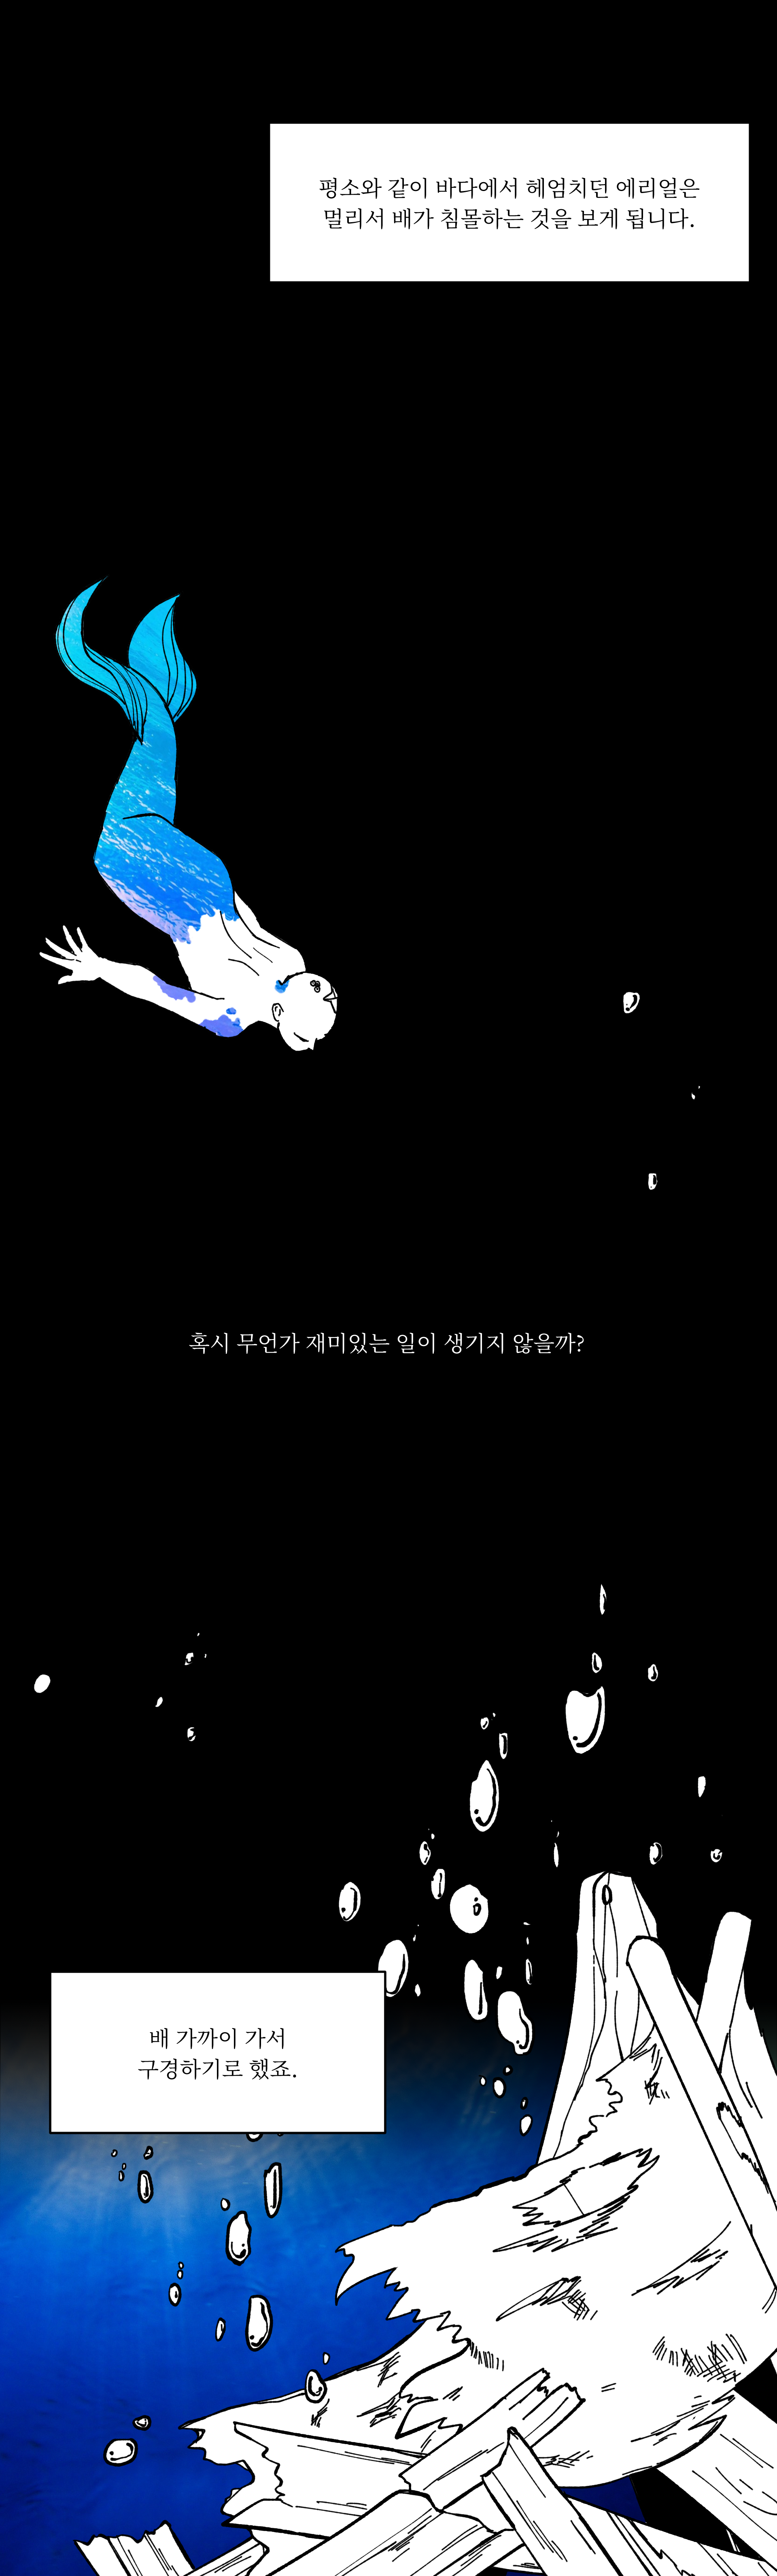 평소와 같이 바다에서 헤엄치던 에리얼은
멀리서 배가 침몰하는 것을 보게 됩니다.
혹시 무언가 재미있는 일이 생기지 않을까?
배 가까이 가서
구경하기로 했죠.